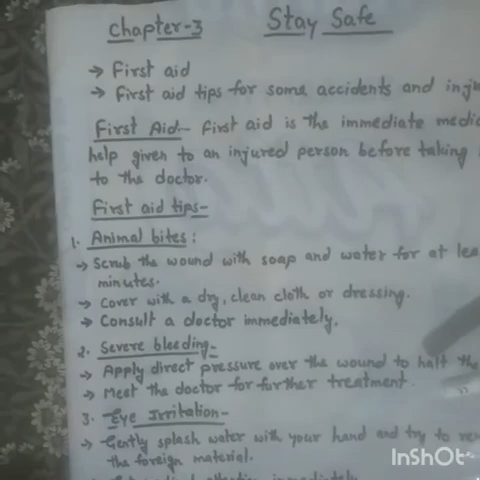 Chapter-3 Stay Safe
→ First aid
→ First aid tips for some accidents and inju
First Aid:- First aid is the immediate medic
help given to an injured person before taking
to the doctor.
First aid tips-
1. Animal bites:
→ Scrub the wound with soap and water for at lea
minutes.
→ Cover with a dry, clean cloth or dressing.
→ Consult a doctor immediately.
2. Severe bleeding-
→ Apply direct pressure over the wound to halt the
→ Meet the doctor for further treatment.
3. Eye Irritation-
→ Gently splash water with your hand and try to rem
the foreign material.
InShOt